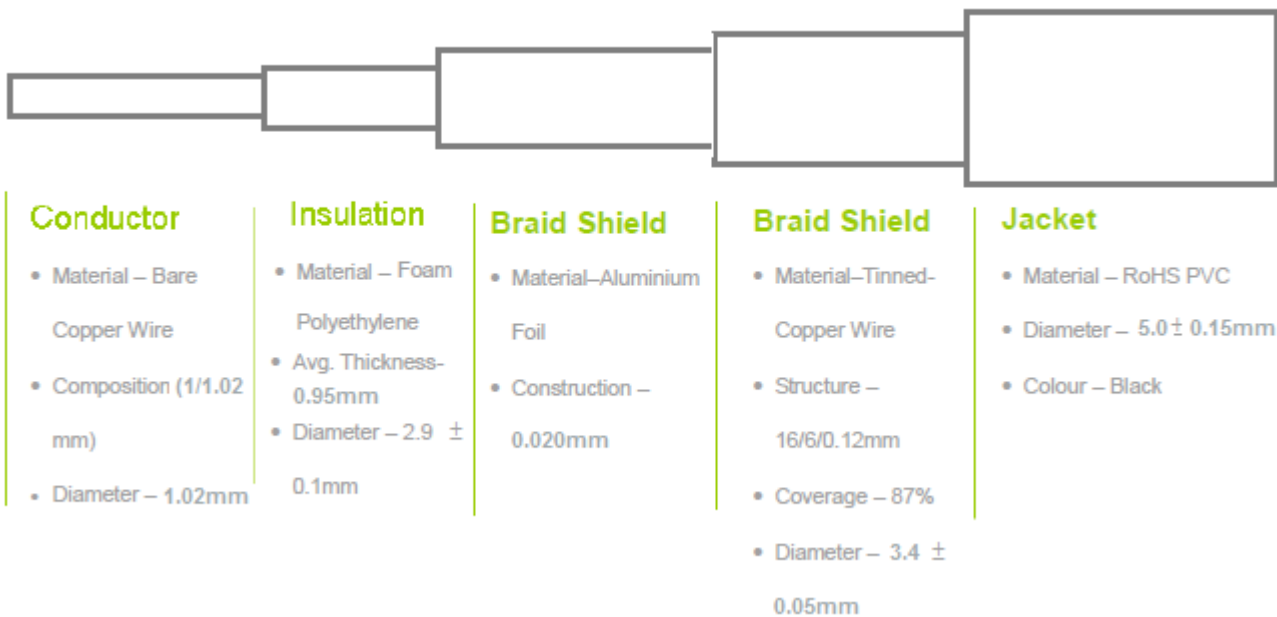 Conductor
• Material – Bare
Copper Wire
• Composition (1/1.02
mm)
• Diameter – 1.02mm
Insulation
• Material – Foam
Polyethylene
• Avg. Thickness-
0.95mm
• Diameter – 2.9 ±
0.1mm
Braid Shield
• Material–Aluminium
Foil
• Construction –
0.020mm
Braid Shield
• Material–Tinned-
Copper Wire
• Structure –
16/6/0.12mm
• Coverage – 87%
• Diameter – 3.4 ±
0.05mm
Jacket
• Material – RoHS PVC
• Diameter – 5.0 ± 0.15mm
• Colour – Black